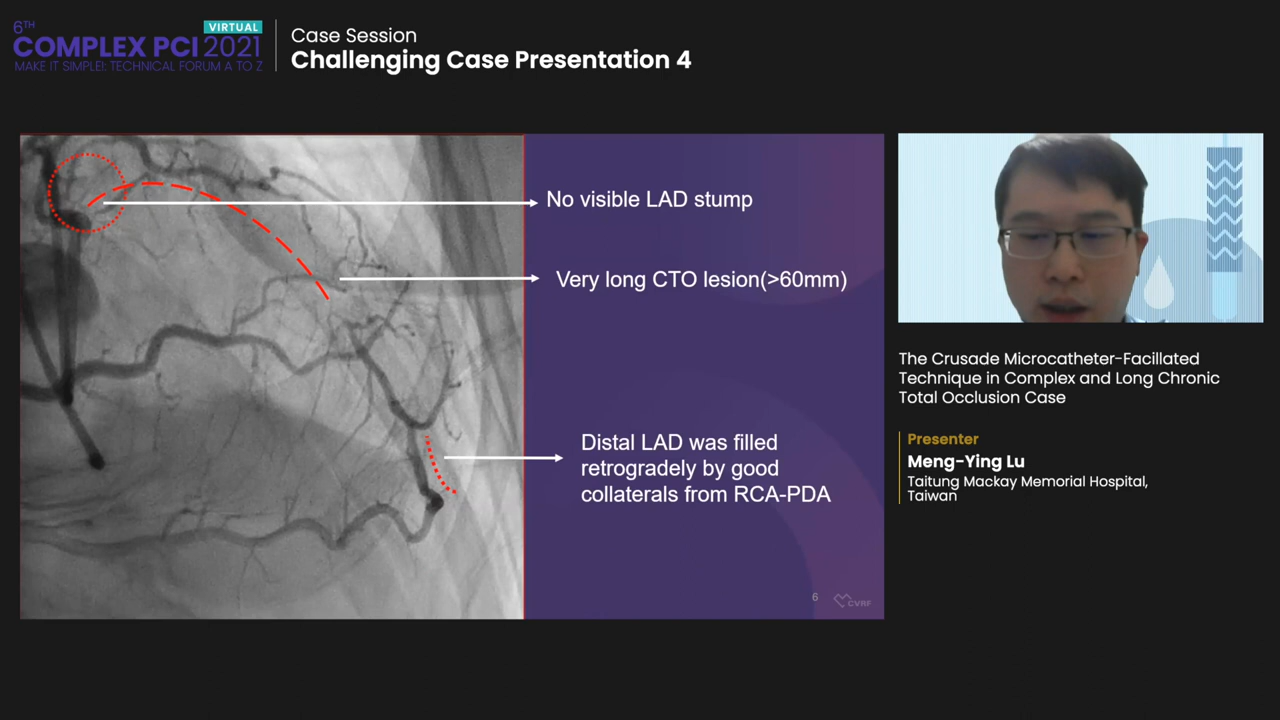 6TH
VIRTUAL
COMPLEX PCI 2021
MAKE IT SIMPLE!: TECHNICAL FORUM A TO Z
Case Session
Challenging Case Presentation 4
No visible LAD stump
Very long CTO lesion(>60mm)
Distal LAD was filled
retrogradely by good
collaterals from RCA-PDA
6
CVRF
The Crusade Microcatheter-Facillated
Technique in Complex and Long Chronic
Total Occlusion Case
Presenter
Meng-Ying Lu
Taitung Mackay Memorial Hospital,
Taiwan